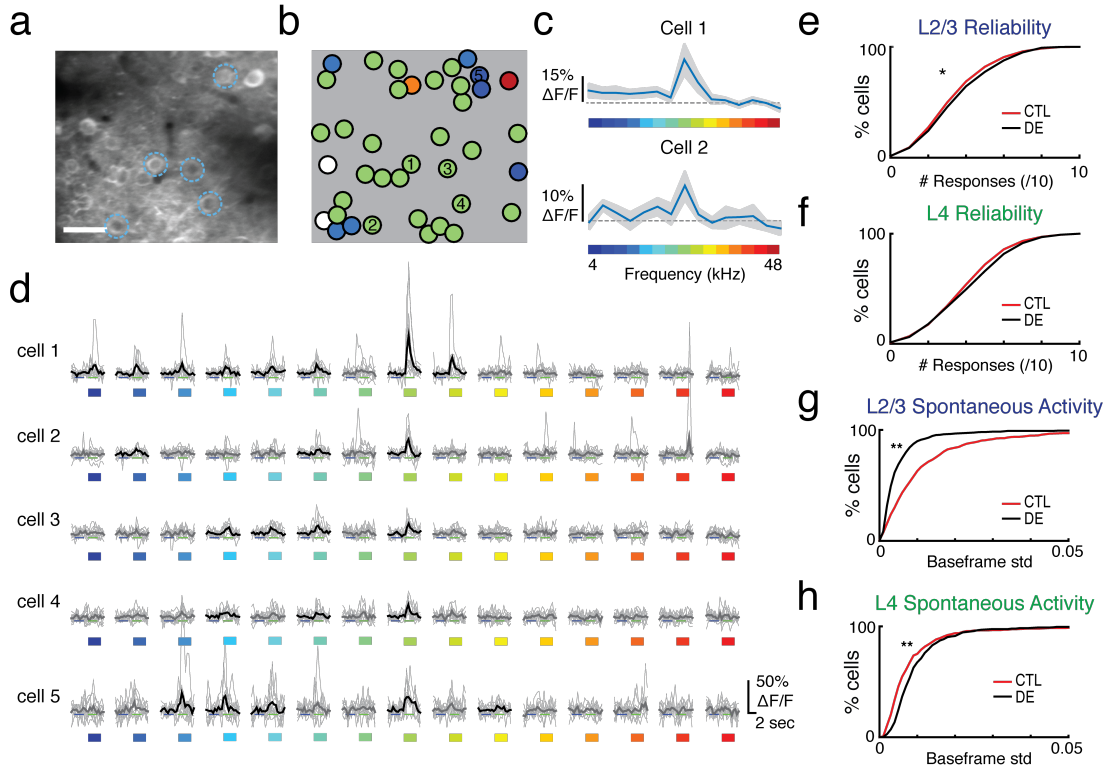 a
b
c
Cell 1
15%
ΔF/F
Cell 2
10%
ΔF/F
4
48
Frequency (kHz)
5
1
3
4
2
d
cell 1
cell 2
cell 3
cell 4
cell 5
50%
ΔF/F
2 sec
e
L2/3 Reliability
100
% cells
0
*
CTL
DE
0
10
# Responses (/10)
f
L4 Reliability
100
% cells
0
CTL
DE
0
10
# Responses (/10)
g
L2/3 Spontaneous Activity
100
% cells
0
**
CTL
DE
0
0.05
Baseframe std
h
L4 Spontaneous Activity
100
% cells
0
**
CTL
DE
0
0.05
Baseframe std